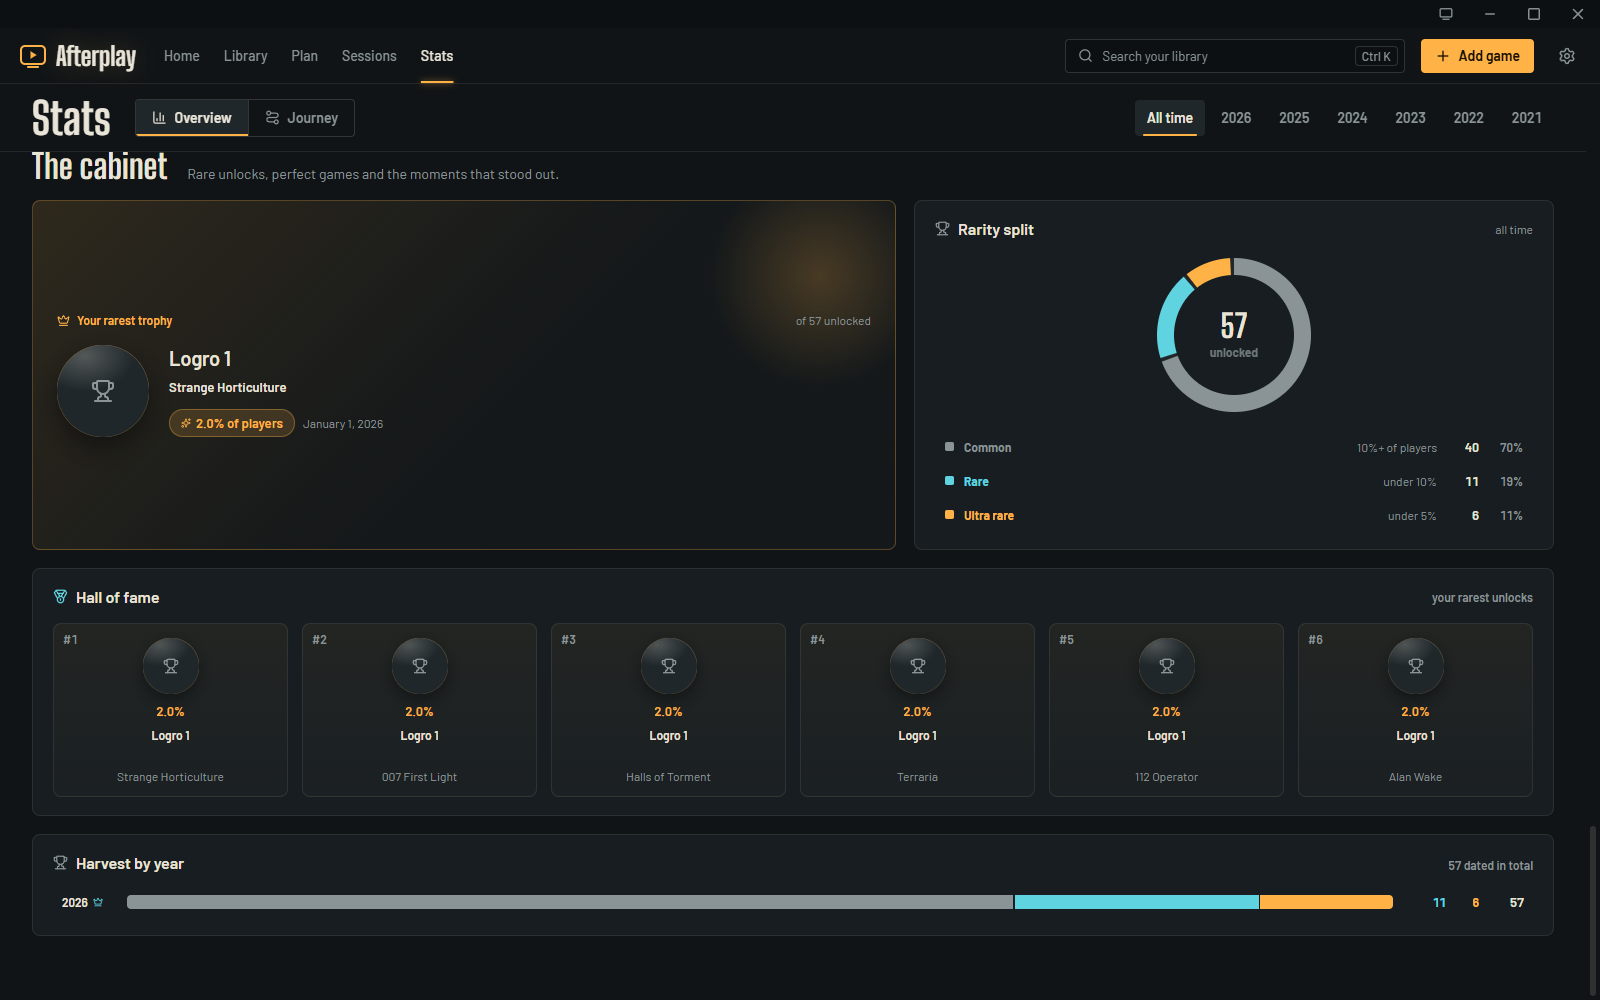 Afterplay
Home Library Plan Sessions Stats
Search your library Ctrl K
Add game
Stats
Overview Journey
All time 2026 2025 2024 2023 2022 2021
The cabinet
Rare unlocks, perfect games and the moments that stood out.
Your rarest trophy
of 57 unlocked
Logro 1
Strange Horticulture
2.0% of players January 1, 2026
Rarity split
all time
57
unlocked
Common 10%+ of players 40 70%
Rare under 10% 11 19%
Ultra rare under 5% 6 11%
Hall of fame
your rarest unlocks
#1
2.0%
Logro 1
Strange Horticulture
#2
2.0%
Logro 1
007 First Light
#3
2.0%
Logro 1
Halls of Torment
#4
2.0%
Logro 1
Terraria
#5
2.0%
Logro 1
112 Operator
#6
2.0%
Logro 1
Alan Wake
Harvest by year
57 dated in total
2026 11 6 57